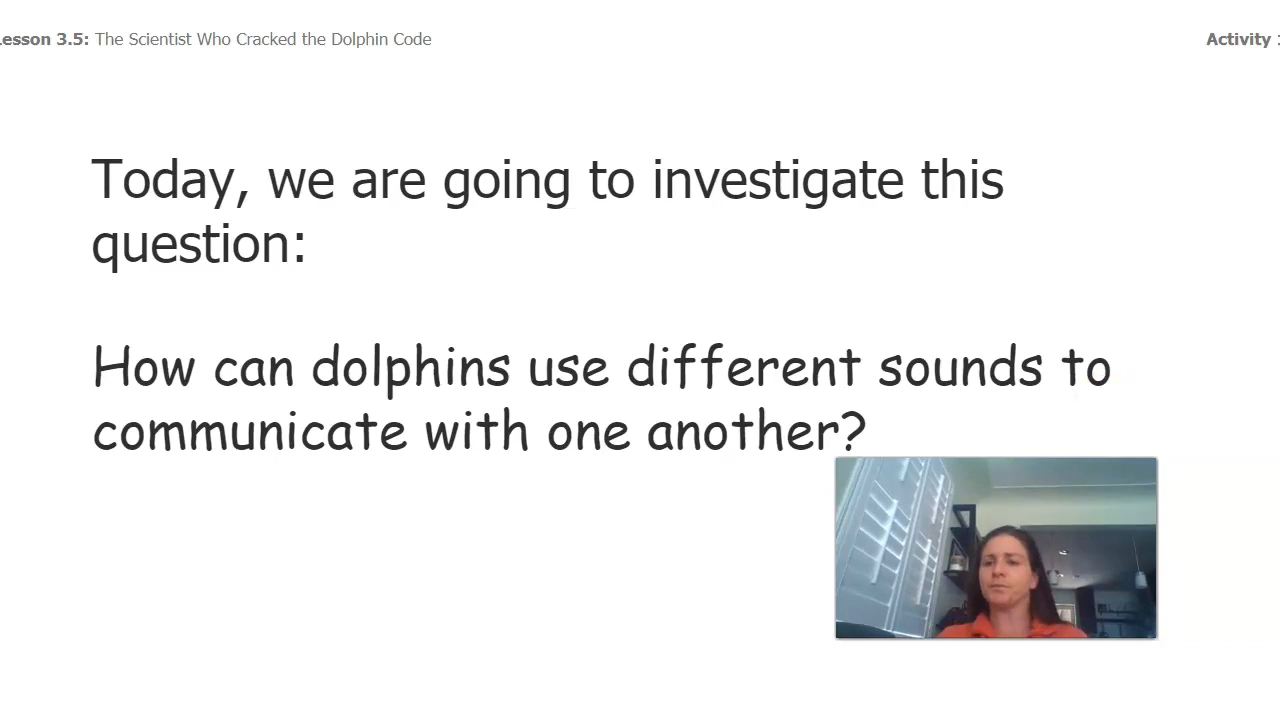 Lesson 3.5: The Scientist Who Cracked the Dolphin Code
Activity
Today, we are going to investigate this
question:
How can dolphins use different sounds to
communicate with one another?